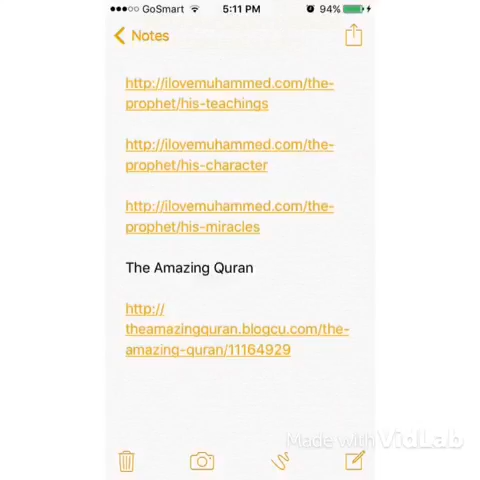 GoSmart 5:11 PM 94%
Notes
http://ilovemuhammed.com/the-
prophet/his-teachings
http://ilovemuhammed.com/the-
prophet/his-character
http://ilovemuhammed.com/the-
prophet/his-miracles
The Amazing Quran
http://
theamazingquran.blogcu.com/the-
amazing-quran/11164929
Made with VidLab